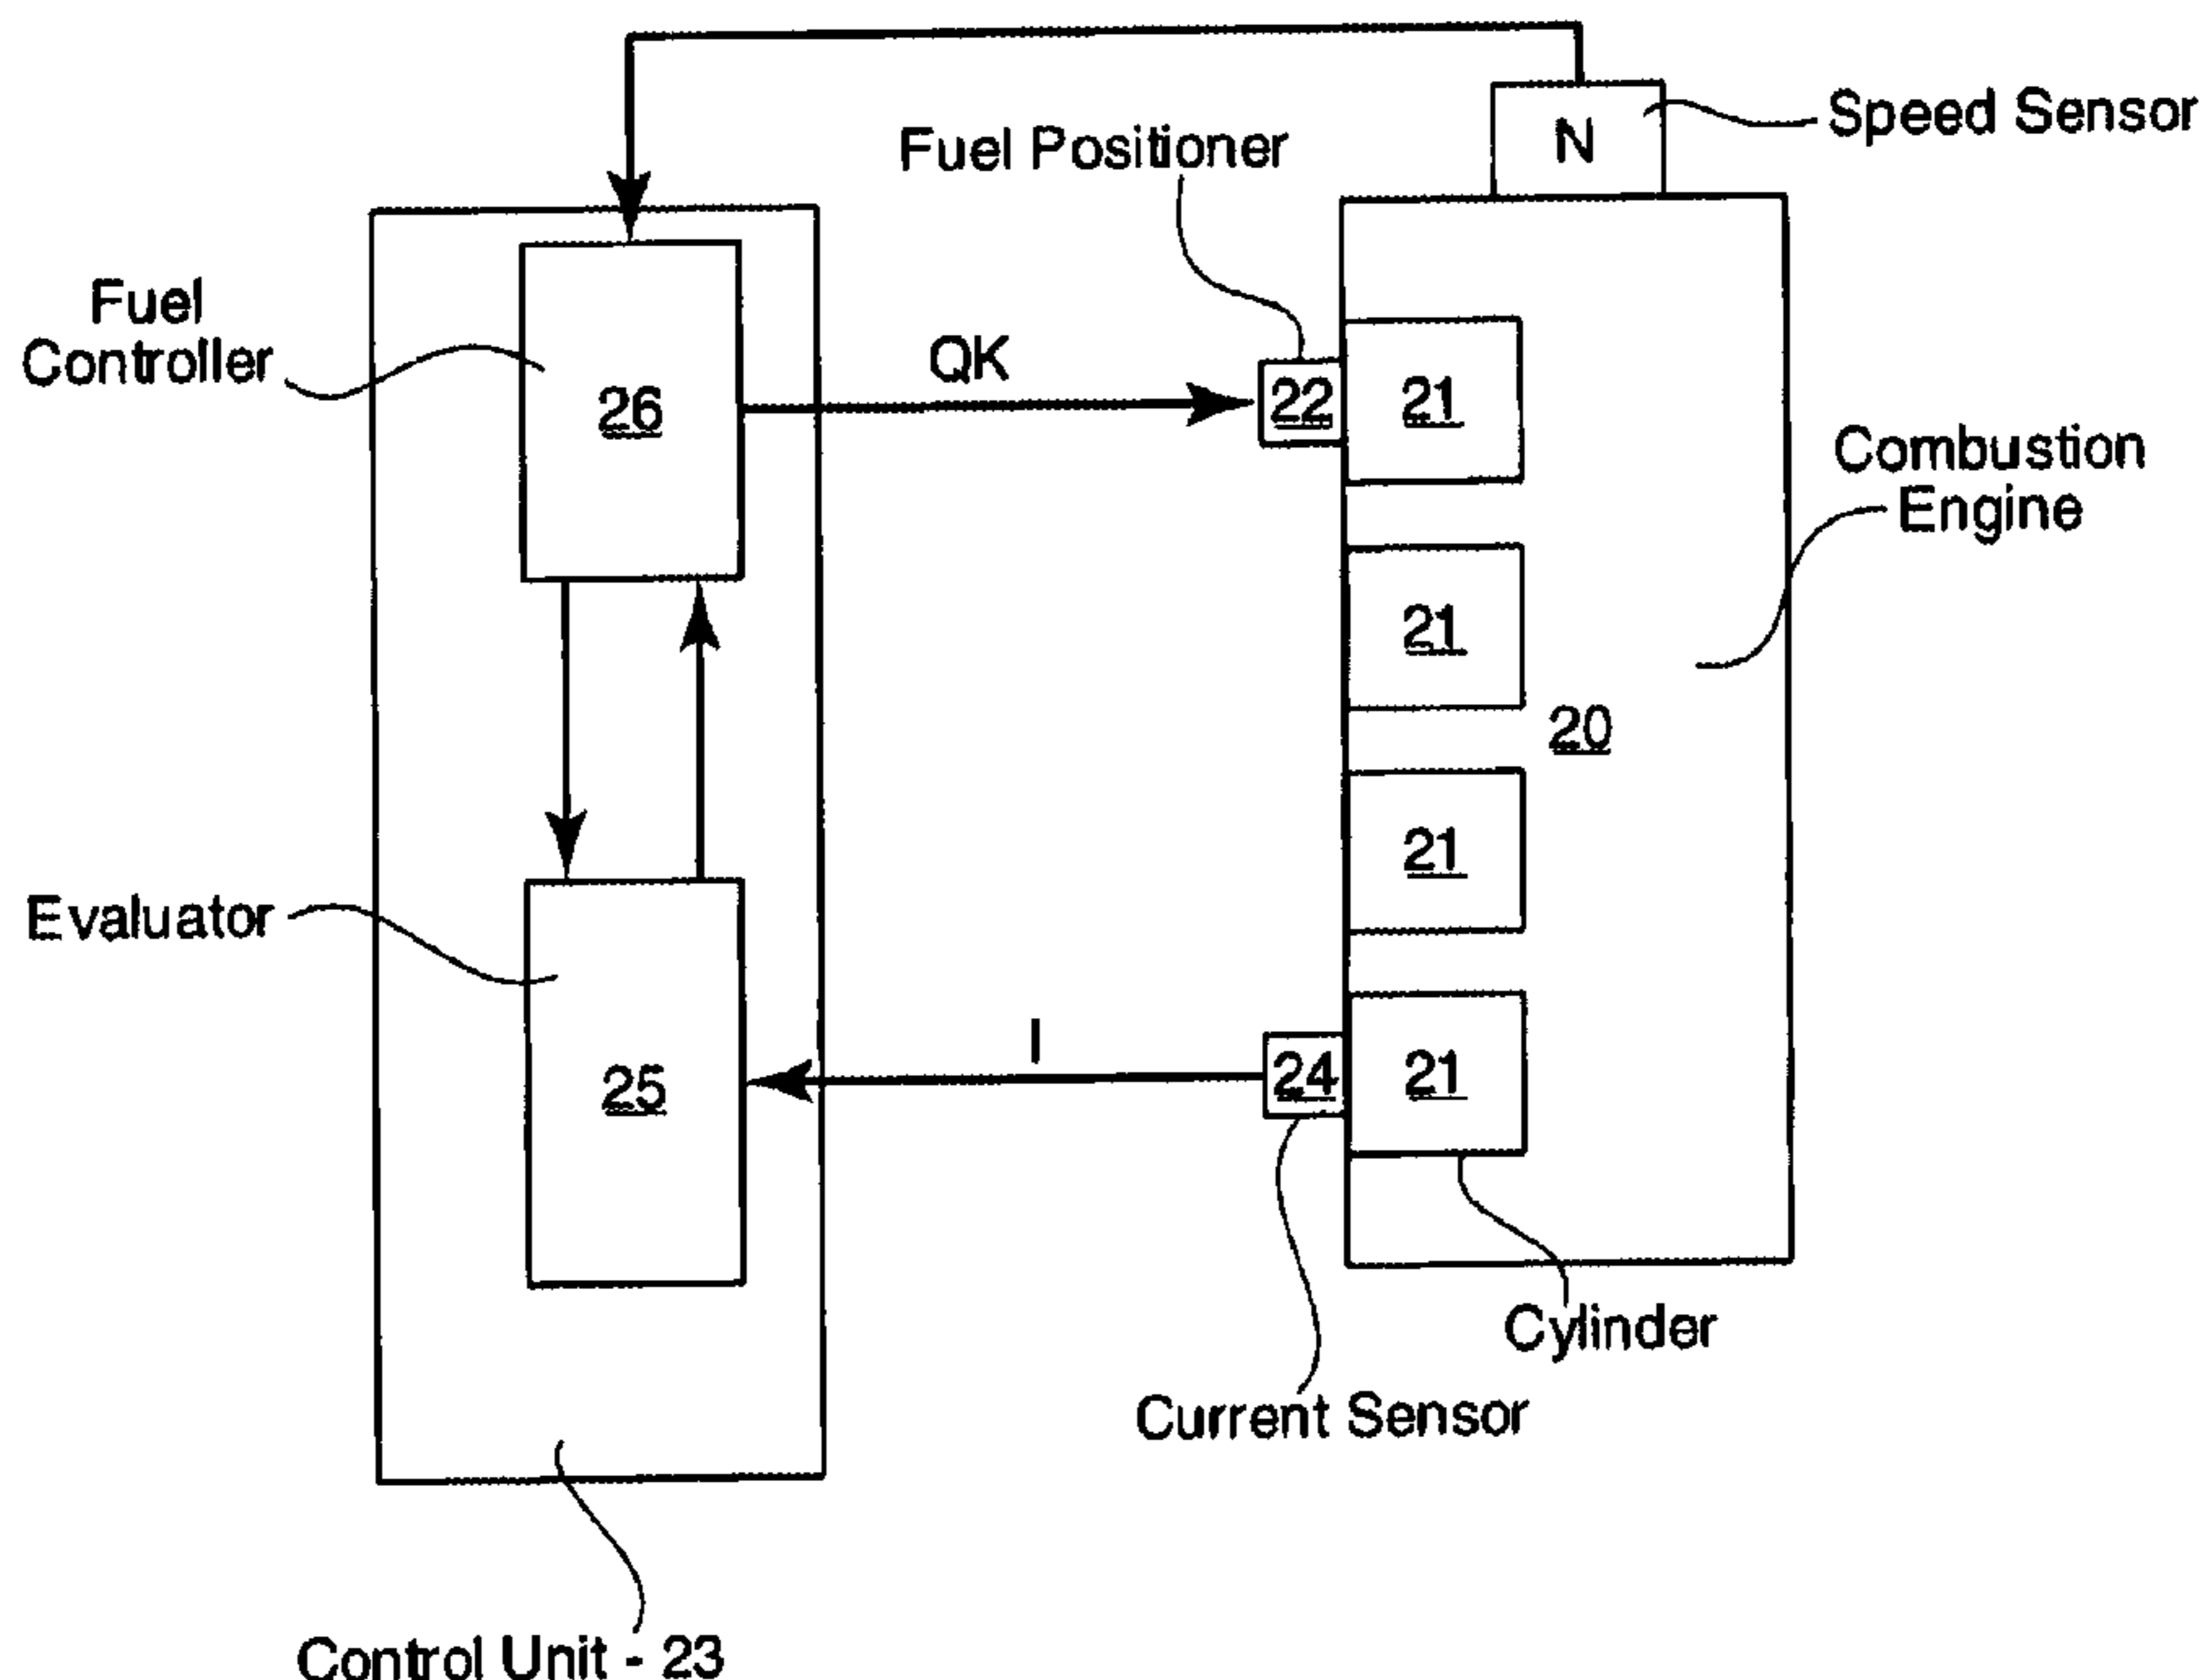 Speed Sensor
N
Fuel Positioner
Fuel
Controller
26
QK
22
21
Combustion
Engine
21
20
21
Evaluator
25
I
24
21
Cylinder
Current Sensor
Control Unit - 23